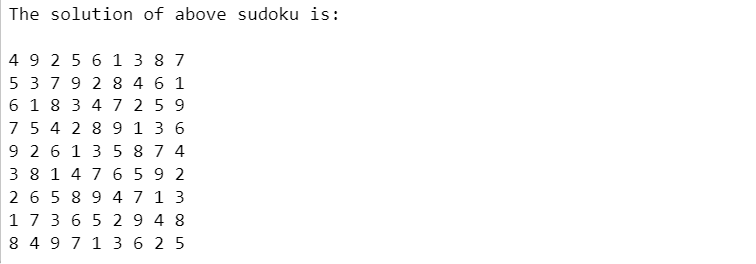 The solution of above sudoku is:
4 9 2 5 6 1 3 8 7
5 3 7 9 2 8 4 6 1
6 1 8 3 4 7 2 5 9
7 5 4 2 8 9 1 3 6
9 2 6 1 3 5 8 7 4
3 8 1 4 7 6 5 9 2
2 6 5 8 9 4 7 1 3
1 7 3 6 5 2 9 4 8
8 4 9 7 1 3 6 2 5